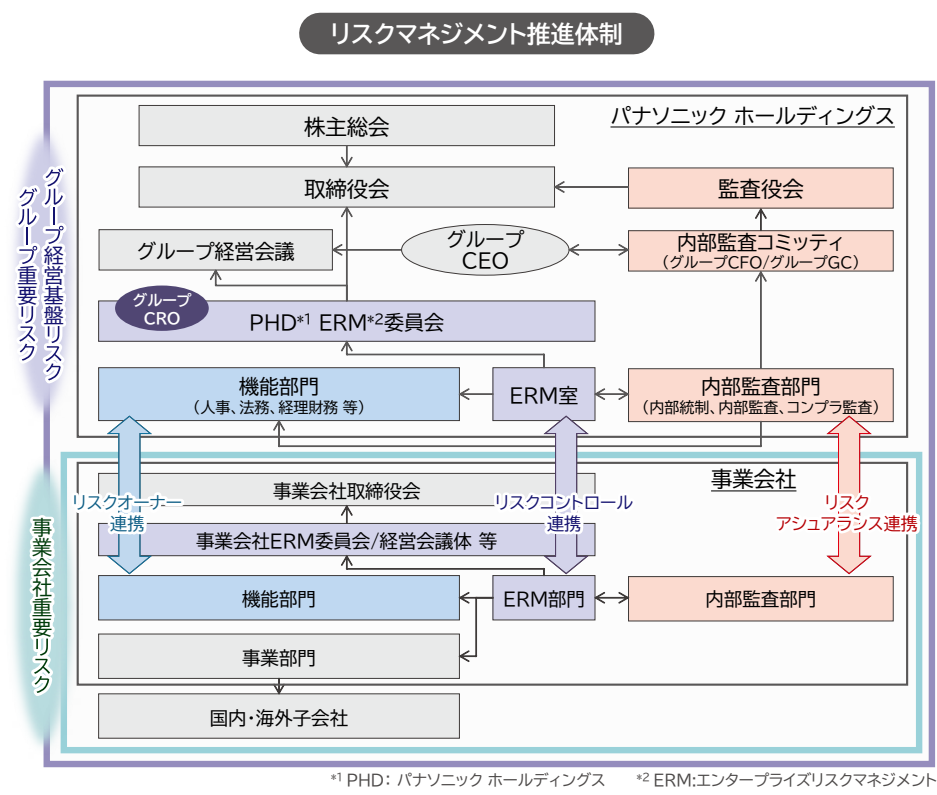 リスクマネジメント推進体制
パナソニック ホールディングス
株主総会
取締役会
監査役会
グループ経営会議
グループ
CEO
内部監査コミッティ
(グループCFO/グループGC)
グループ
CRO
PHD*1 ERM*2委員会
機能部門
(人事、法務、経理財務 等)
ERM室
内部監査部門
(内部統制、内部監査、コンプラ監査)
グループ経営基盤リスク
グループ重要リスク
事業会社
事業会社取締役会
リスクオーナー
連携
リスクコントロール
連携
リスク
アシュアランス連携
事業会社ERM委員会/経営会議体 等
機能部門
ERM部門
内部監査部門
事業部門
国内・海外子会社
事業会社重要リスク
*1 PHD: パナソニック ホールディングス *2 ERM:エンタープライズリスクマネジメント